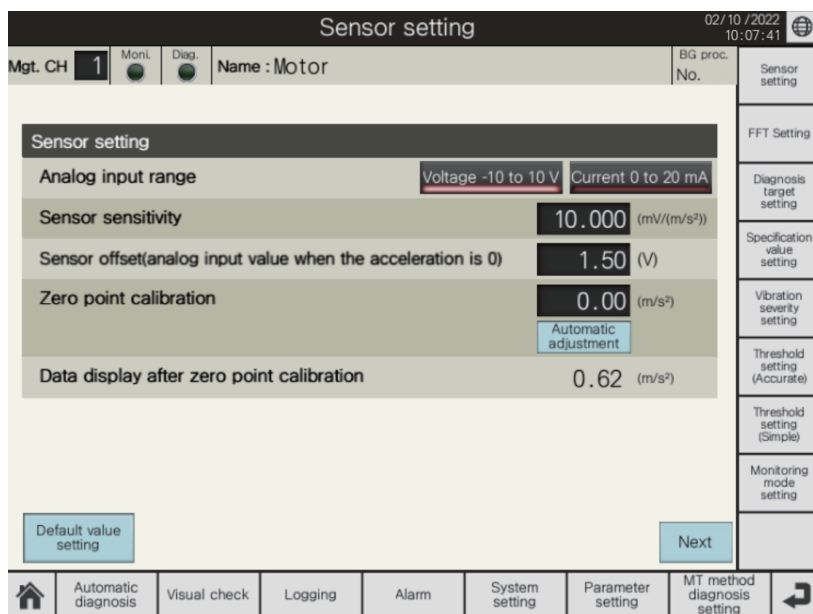 Sensor setting
02/10/2022
10:07:41
Mgt. CH 1 Moni. Diag. Name : Motor BG proc.
No.
Sensor
setting
FFT Setting
Diagnosis
target
setting
Specification
value
setting
Vibration
severity
setting
Threshold
setting
(Accurate)
Threshold
setting
(Simple)
Monitoring
mode
setting
Sensor setting
Analog input range Voltage -10 to 10 V Current 0 to 20 mA
Sensor sensitivity 10.000 (mV/(m/s²))
Sensor offset(analog input value when the acceleration is 0) 1.50 (V)
Zero point calibration 0.00 (m/s²)
Automatic
adjustment
Data display after zero point calibration 0.62 (m/s²)
Default value
setting
Next
Automatic
diagnosis
Visual check
Logging
Alarm
System
setting
Parameter
setting
MT method
diagnosis
setting